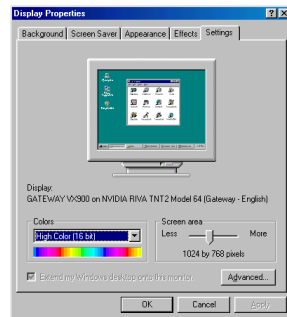 Display Properties
Background
Screen Saver
Appearance
Effects
Settings
Display:
GATEWAY VX900 on NVIDIA RIVA TNT2 Model 64 (Gateway - English)
Colors
High Color (16 bit)
Screen area
Less
More
1024 by 768 pixels
Extend my Windows desktop onto this monitor.
Advanced...
OK
Cancel
Apply